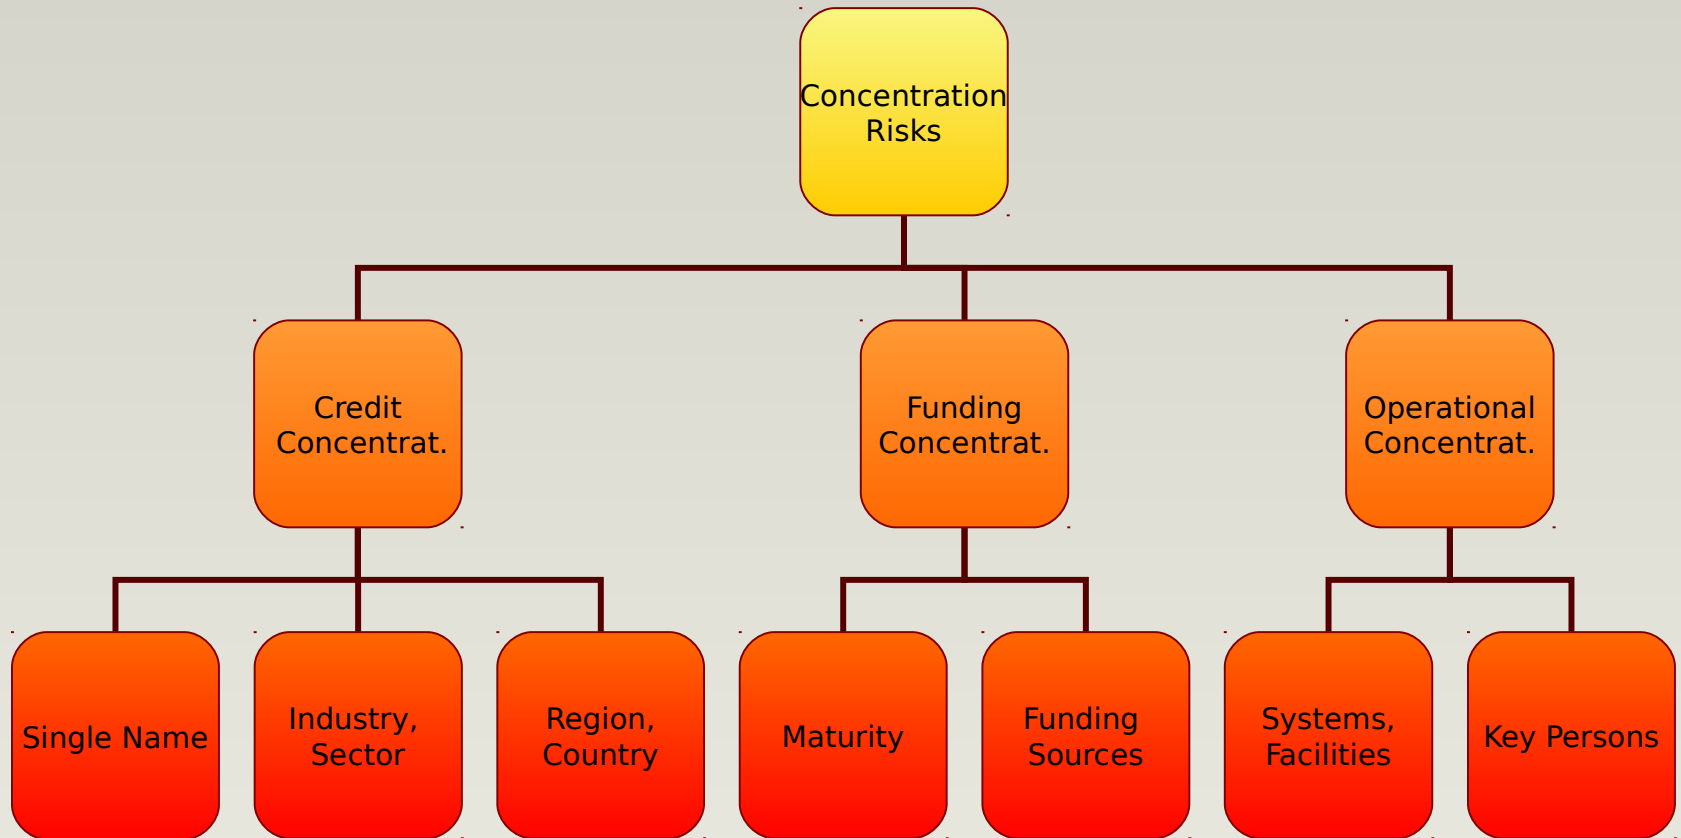 Concentration
Risks
Credit
Concentrat.
Funding
Concentrat.
Operational
Concentrat.
Single Name
Industry,
Sector
Region,
Country
Maturity
Funding
Sources
Systems,
Facilities
Key Persons